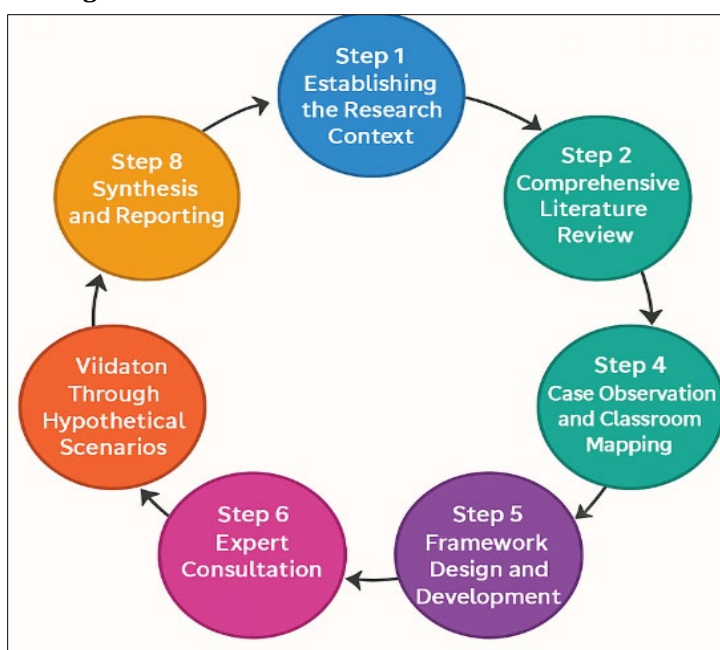 Step 1
Establishing
the Research
Context
Step 2
Comprehensive
Literature
Review
Step 4
Case Observation
and Classroom
Mapping
Step 5
Framework
Design and
Development
Step 6
Expert
Consultation
Viidaton
Through
Hypothetical
Scenarios
Step 8
Synthesis
and Reporting